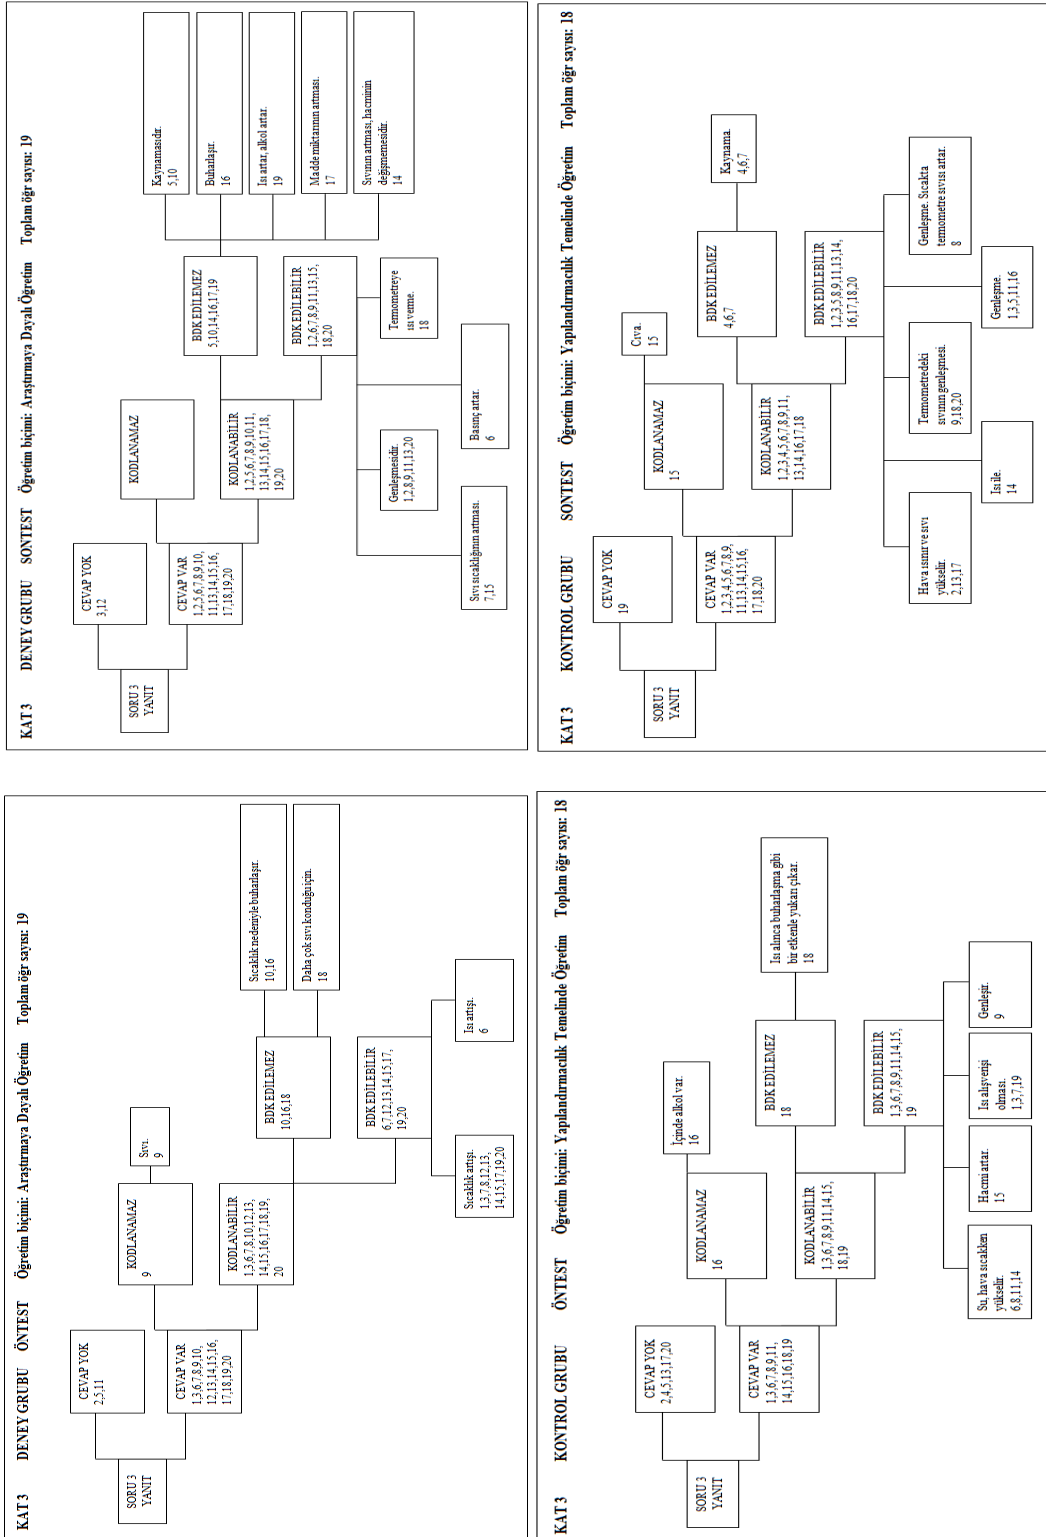 KAT 3 DENEY GRUBU ÖNTEST Öğretim biçimi: Araştırmaya Dayalı Öğretim Toplam öğr sayısı: 19
SORU 3
YANIT
CEVAP YOK
2,5,11
CEVAP VAR
1,3,6,7,8,9,10,
12,13,14,15,16,
17,18,19,20
KODLANAMAZ
9
Sıvı.
9
KODLANABİLİR
1,3,6,7,8,10,12,13,
14,15,16,17,18,19,
20
BDK EDİLEMEZ
10,16,18
Sıcaklık nedeniyle buharlaşır.
10,16
Daha çok sıvı konduğu için.
18
BDK EDİLEBİLİR
6,7,12,13,14,15,17,
19,20
Sıcaklık artışı.
1,3,7,8,12,13,
14,15,17,19,20
Isı artışı.
6
KAT 3 DENEY GRUBU SONTEST Öğretim biçimi: Araştırmaya Dayalı Öğretim Toplam öğr sayısı: 19
SORU 3
YANIT
CEVAP YOK
3,12
CEVAP VAR
1,2,5,6,7,8,9,10,
11,13,14,15,16,
17,18,19,20
KODLANAMAZ
KODLANABİLİR
1,2,5,6,7,8,9,10,11,
13,14,15,16,17,18,
19,20
BDK EDİLEMEZ
5,10,14,16,17,19
Kaynamasıdır.
5,10
Buharlaşır.
16
Isı artar, alkol artar.
19
Madde miktarının artması.
17
Sıvının artması, hacminin
değişmemesidir.
14
BDK EDİLEBİLİR
1,2,6,7,8,9,11,13,15,
18,20
Sıvı sıcaklığının artması.
7,15
Genleşmesidir.
1,2,8,9,11,13,20
Basınç artar.
6
Termometreye
ısı verme.
18
KAT 3 KONTROL GRUBU ÖNTEST Öğretim biçimi: Yapılandırmacılık Temelinde Öğretim Toplam öğr sayısı: 18
SORU 3
YANIT
CEVAP YOK
2,4,5,13,17,20
CEVAP VAR
1,3,6,7,8,9,11,
14,15,16,18,19
KODLANAMAZ
16
İçinde alkol var.
16
KODLANABİLİR
1,3,6,7,8,9,11,14,15,
18,19
BDK EDİLEMEZ
18
Isı alınca buharlaşma gibi
bir etkenle yukarı çıkar.
18
BDK EDİLEBİLİR
1,3,6,7,8,9,11,14,15,
19
Su, hava sıcakken
yükselir.
6,8,11,14
Hacmi artar.
15
Isı alışverişi
olması.
1,3,7,19
Genleşir.
9
KAT 3 KONTROL GRUBU SONTEST Öğretim biçimi: Yapılandırmacılık Temelinde Öğretim Toplam öğr sayısı: 18
SORU 3
YANIT
CEVAP YOK
19
CEVAP VAR
1,2,3,4,5,6,7,8,9,
11,13,14,15,16,
17,18,20
KODLANAMAZ
15
Cıva.
15
KODLANABİLİR
1,2,3,4,5,6,7,8,9,11,
13,14,16,17,18
BDK EDİLEMEZ
4,6,7
Kaynama.
4,6,7
BDK EDİLEBİLİR
1,2,3,5,8,9,11,13,14,
16,17,18,20
Hava ısınır ve sıvı
yükselir.
2,13,17
Isı ile.
14
Termometredeki
sıvının genleşmesi.
9,18,20
Genleşme.
1,3,5,11,16
Genleşme. Sıcakta
termometre sıvısı artar.
8